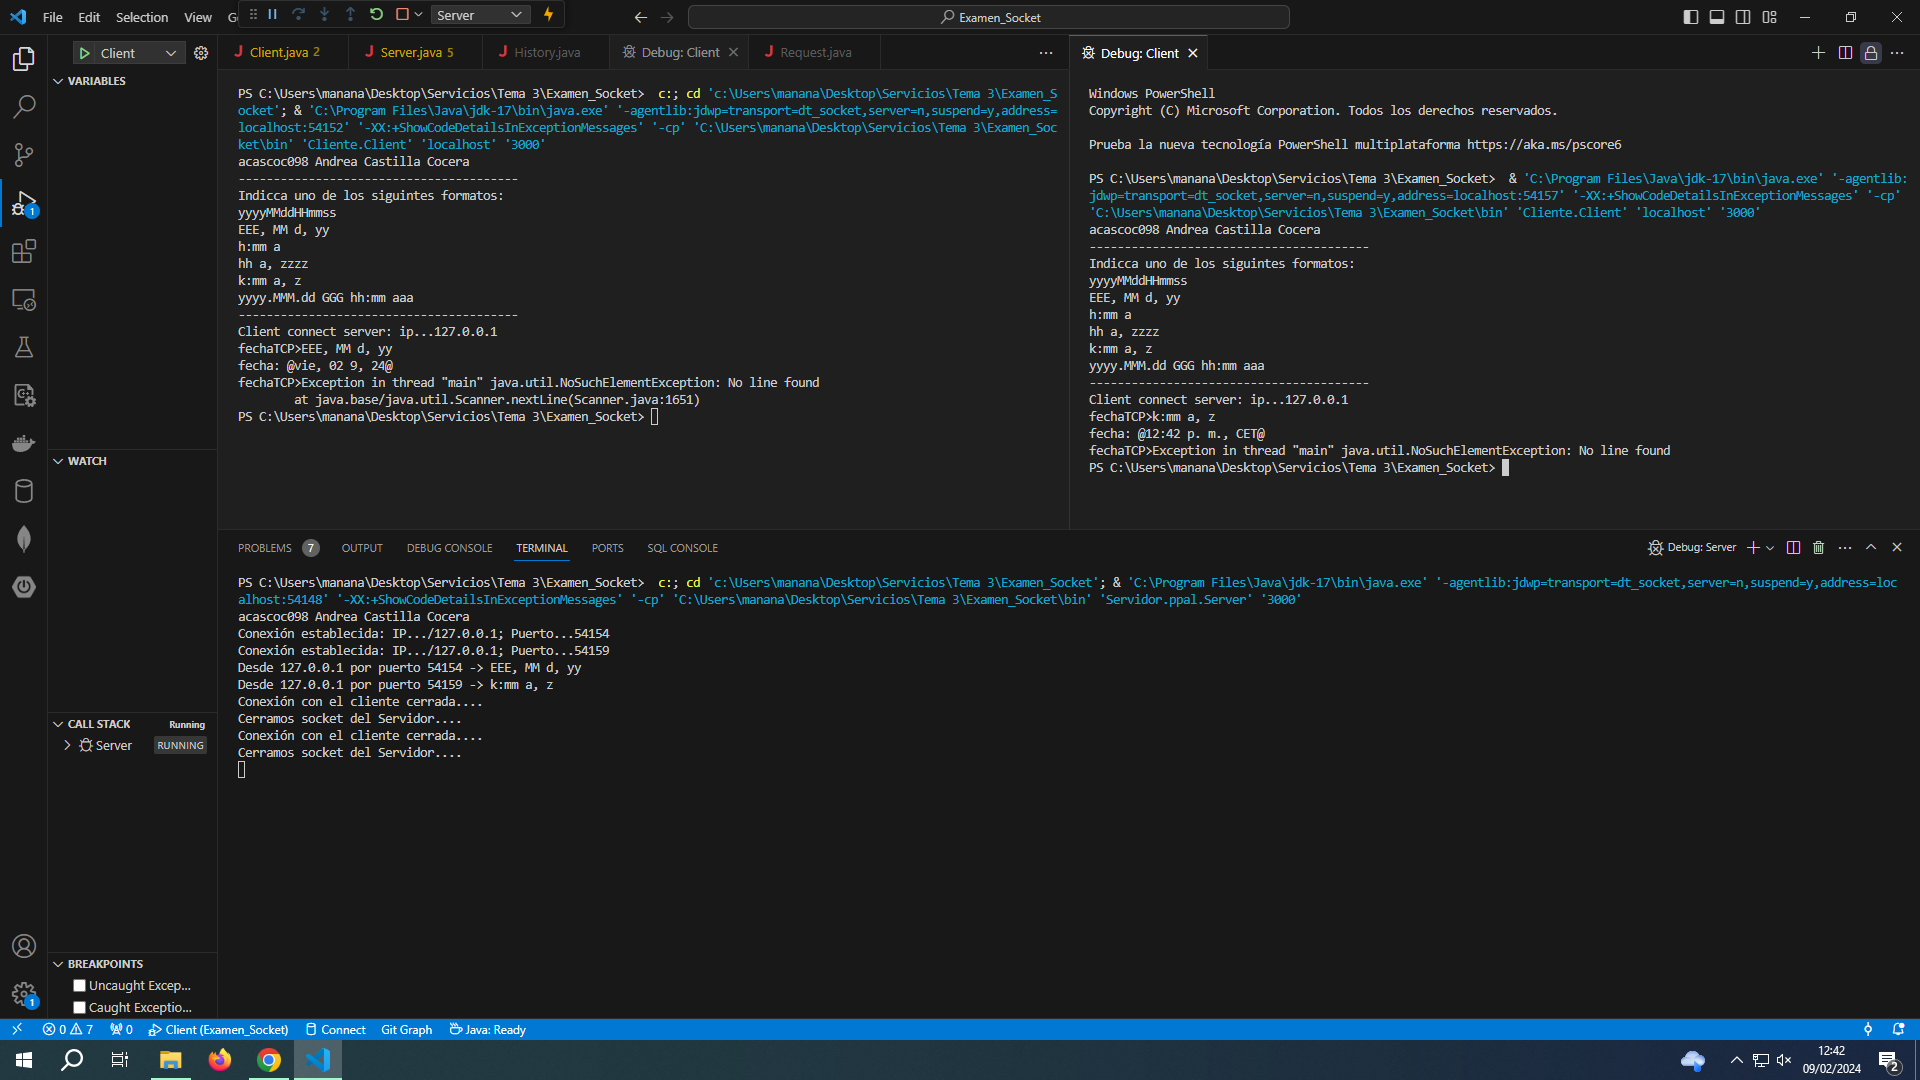 File Edit Selection View
Server
Examen_Socket
Client
VARIABLES
WATCH
CALL STACK Running
Server RUNNING
BREAKPOINTS
Uncaught Excep...
Caught Exceptio...
Client.java 2
Server.java 5
History.java
Debug: Client
Request.java
PS C:\Users\manana\Desktop\Servicios\Tema 3\Examen_Socket>  c:; cd 'c:\Users\manana\Desktop\Servicios\Tema 3\Examen_S
ocket'; & 'C:\Program Files\Java\jdk-17\bin\java.exe' '-agentlib:jdwp=transport=dt_socket,server=n,suspend=y,address=
localhost:54152' '-XX:+ShowCodeDetailsInExceptionMessages' '-cp' 'C:\Users\manana\Desktop\Servicios\Tema 3\Examen_Soc
ket\bin' 'Cliente.Client' 'localhost' '3000'
acascoc098 Andrea Castilla Cocera
----------------------------------------
Indicca uno de los siguintes formatos:
yyyyMMddHHmmss
EEE, MM d, yy
h:mm a
hh a, zzzz
k:mm a, z
yyyy.MMM.dd GGG hh:mm aaa
----------------------------------------
Client connect server: ip...127.0.0.1
fechaTCP>EEE, MM d, yy
fecha: @vie, 02 9, 24@
fechaTCP>Exception in thread "main" java.util.NoSuchElementException: No line found
at java.base/java.util.Scanner.nextLine(Scanner.java:1651)
PS C:\Users\manana\Desktop\Servicios\Tema 3\Examen_Socket>
Debug: Client
Windows PowerShell
Copyright (C) Microsoft Corporation. Todos los derechos reservados.
Prueba la nueva tecnología PowerShell multiplataforma https://aka.ms/pscore6
PS C:\Users\manana\Desktop\Servicios\Tema 3\Examen_Socket>  & 'C:\Program Files\Java\jdk-17\bin\java.exe' '-agentlib:
jdwp=transport=dt_socket,server=n,suspend=y,address=localhost:54157' '-XX:+ShowCodeDetailsInExceptionMessages' '-cp'
'C:\Users\manana\Desktop\Servicios\Tema 3\Examen_Socket\bin' 'Cliente.Client' 'localhost' '3000'
acascoc098 Andrea Castilla Cocera
----------------------------------------
Indicca uno de los siguintes formatos:
yyyyMMddHHmmss
EEE, MM d, yy
h:mm a
hh a, zzzz
k:mm a, z
yyyy.MMM.dd GGG hh:mm aaa
----------------------------------------
Client connect server: ip...127.0.0.1
fechaTCP>k:mm a, z
fecha: @12:42 p. m., CET@
fechaTCP>Exception in thread "main" java.util.NoSuchElementException: No line found
PS C:\Users\manana\Desktop\Servicios\Tema 3\Examen_Socket>
PROBLEMS 7 OUTPUT DEBUG CONSOLE TERMINAL PORTS SQL CONSOLE
Debug: Server
PS C:\Users\manana\Desktop\Servicios\Tema 3\Examen_Socket>  c:; cd 'c:\Users\manana\Desktop\Servicios\Tema 3\Examen_Socket'; & 'C:\Program Files\Java\jdk-17\bin\java.exe' '-agentlib:jdwp=transport=dt_socket,server=n,suspend=y,address=loc
alhost:54148' '-XX:+ShowCodeDetailsInExceptionMessages' '-cp' 'C:\Users\manana\Desktop\Servicios\Tema 3\Examen_Socket\bin' 'Servidor.ppal.Server' '3000'
acascoc098 Andrea Castilla Cocera
Conexión establecida: IP.../127.0.0.1; Puerto...54154
Conexión establecida: IP.../127.0.0.1; Puerto...54159
Desde 127.0.0.1 por puerto 54154 -> EEE, MM d, yy
Desde 127.0.0.1 por puerto 54159 -> k:mm a, z
Conexión con el cliente cerrada....
Cerramos socket del Servidor....
Conexión con el cliente cerrada....
Cerramos socket del Servidor....
0 7 0 Client (Examen_Socket) Connect Git Graph Java: Ready
12:42
09/02/2024
2